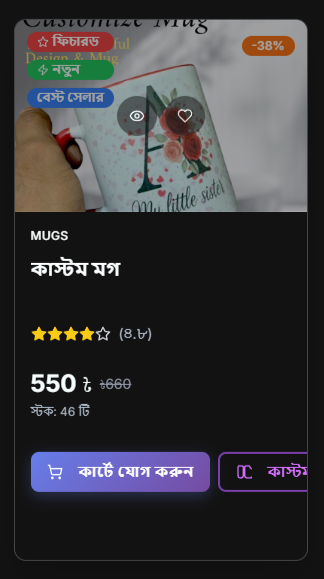 Customize Mug
ফিচারড
ful
Design & Mug
নতুন
বেস্ট সেলার
-38%
A
My little sister
MUGS
কাস্টম মগ
(৪.৮)
550 ৳ ৳660
স্টক: 46 টি
কার্টে যোগ করুন
কাস্টম